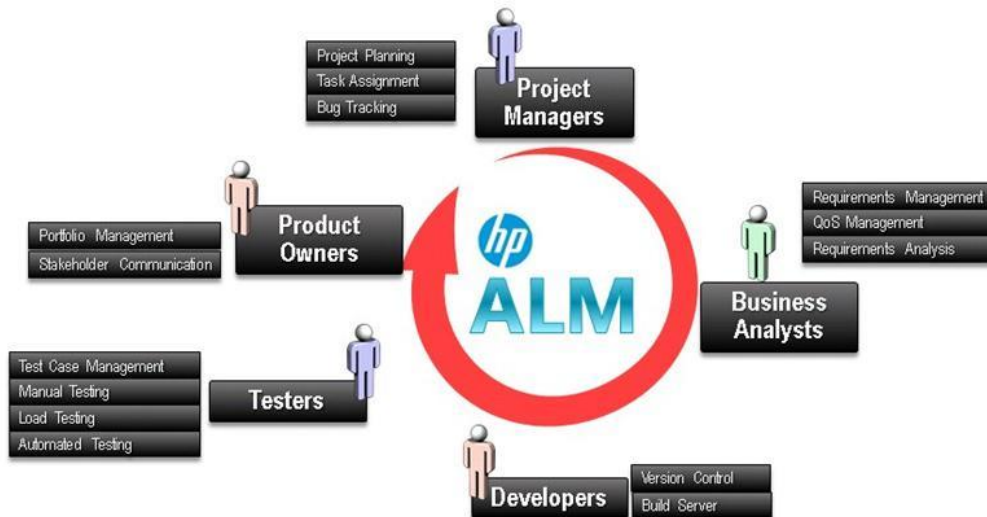 Project Planning
Task Assignment
Bug Tracking
Project
Managers
Requirements Management
QoS Management
Requirements Analysis
Business
Analysts
Product
Owners
Portfolio Management
Stakeholder Communication
hp
ALM
Test Case Management
Manual Testing
Load Testing
Automated Testing
Testers
Developers
Version Control
Build Server